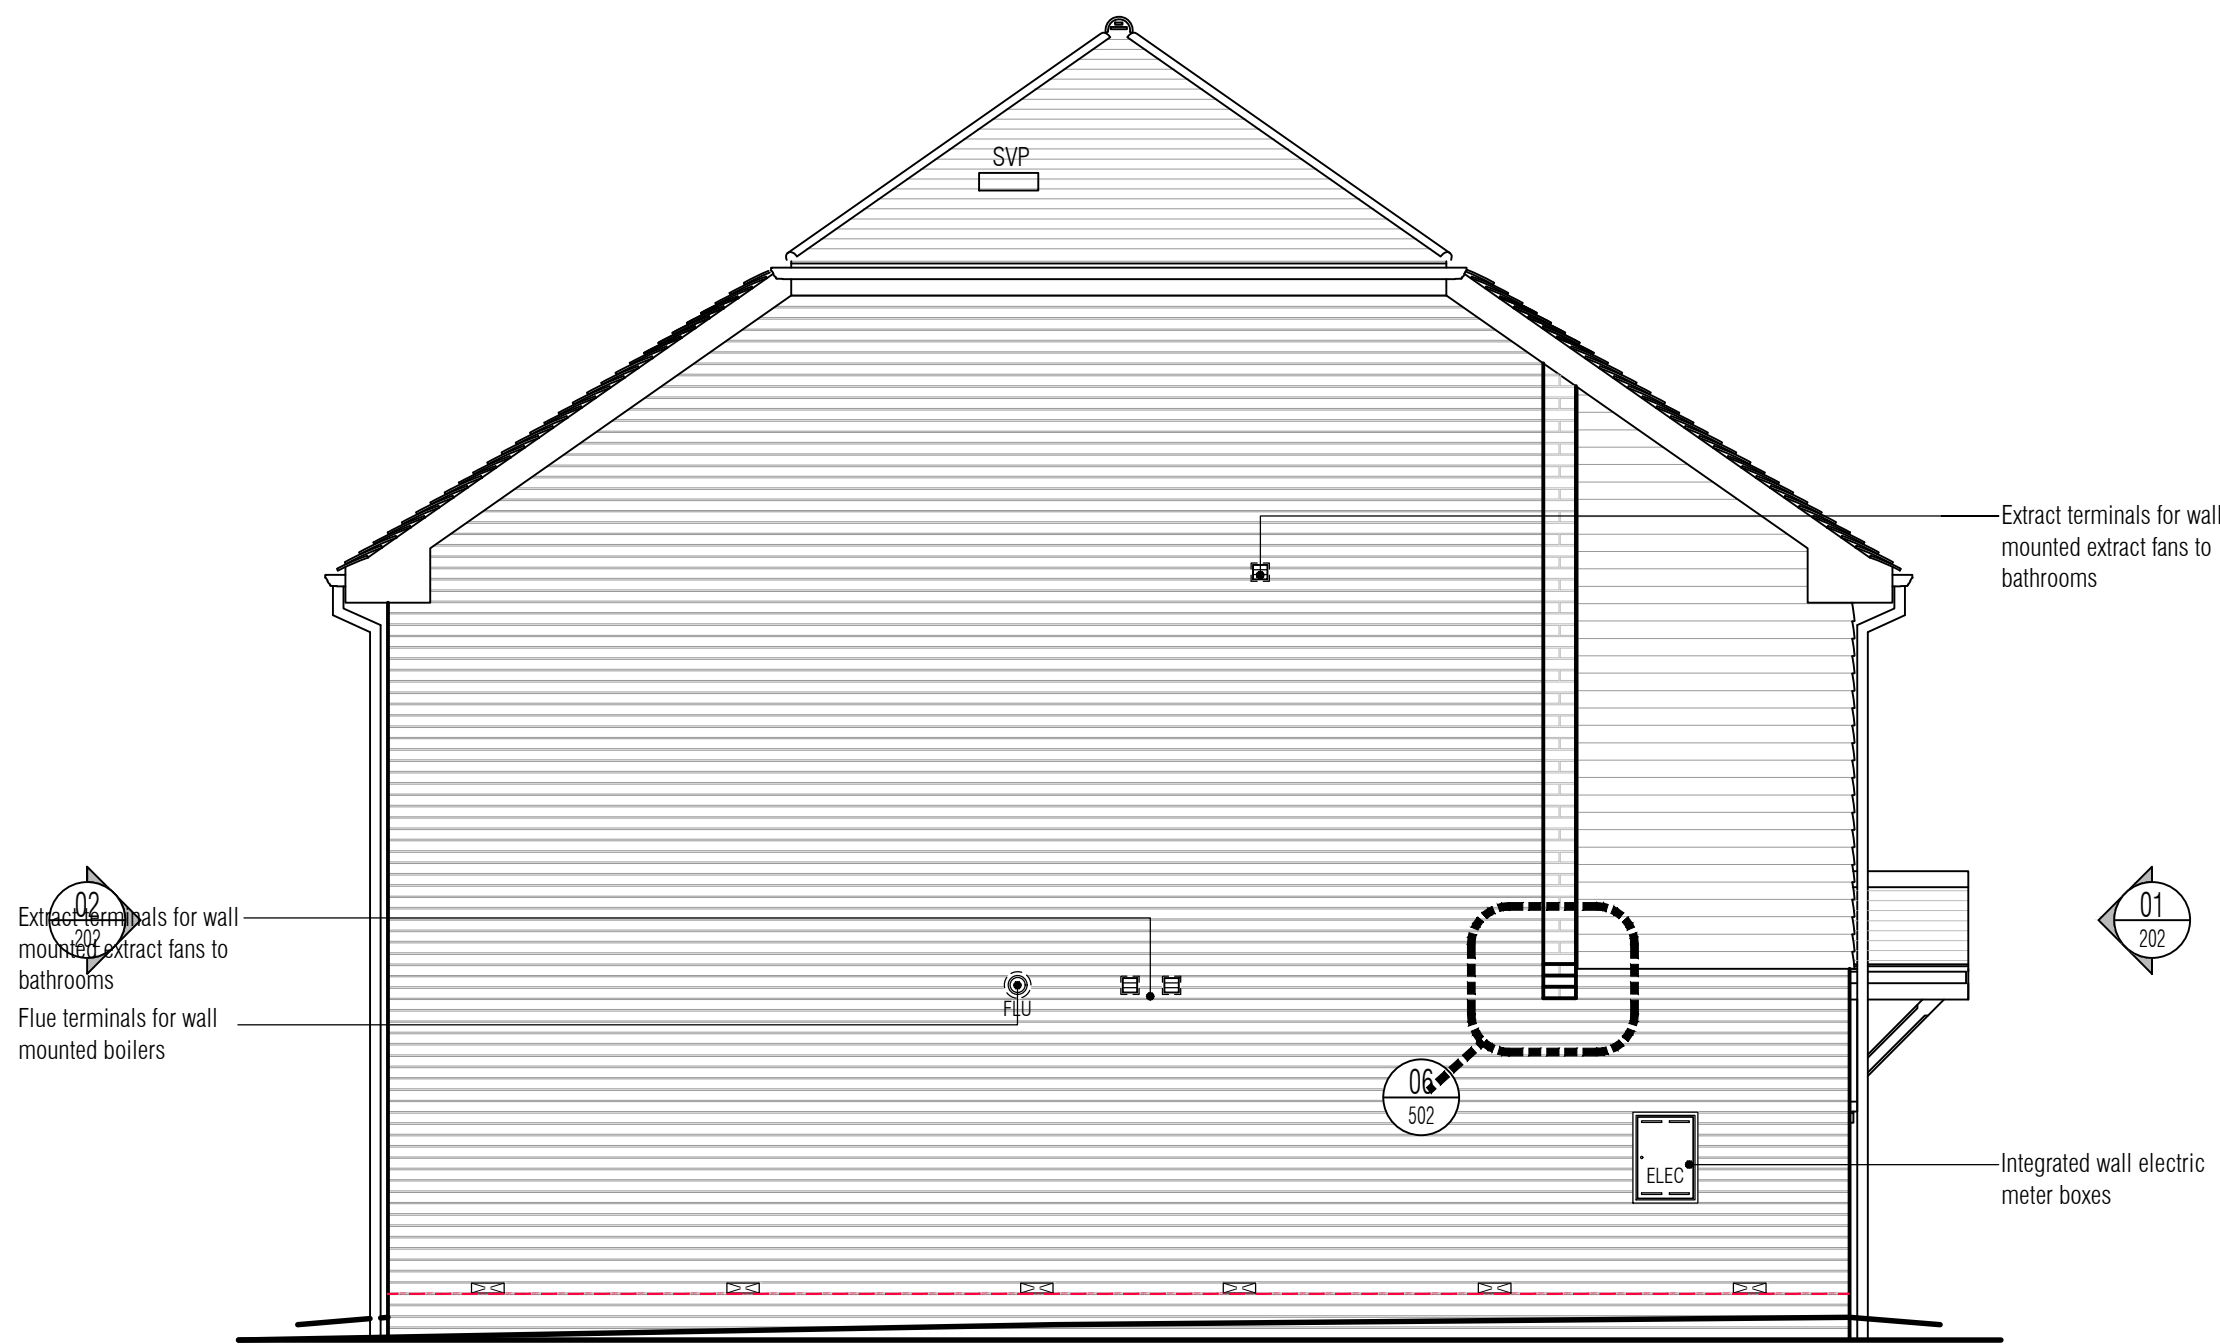 SVP
Extract terminals for wall
mounted extract fans to
bathrooms
02
202
Extract terminals for wall
mounted extract fans to
bathrooms
01
202
FLU
Flue terminals for wall
mounted boilers
06
502
ELEC
Integrated wall electric
meter boxes